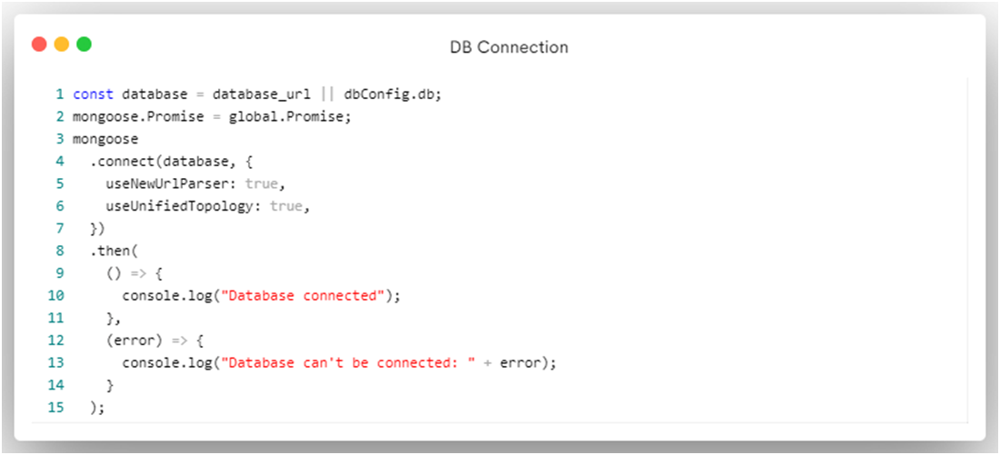 DB Connection
1 const database = database_url || dbConfig.db;
2 mongoose.Promise = global.Promise;
3 mongoose
4   .connect(database, {
5     useNewUrlParser: true,
6     useUnifiedTopology: true,
7   })
8   .then(
9     () => {
10       console.log("Database connected");
11     },
12     (error) => {
13       console.log("Database can't be connected: " + error);
14     }
15   );